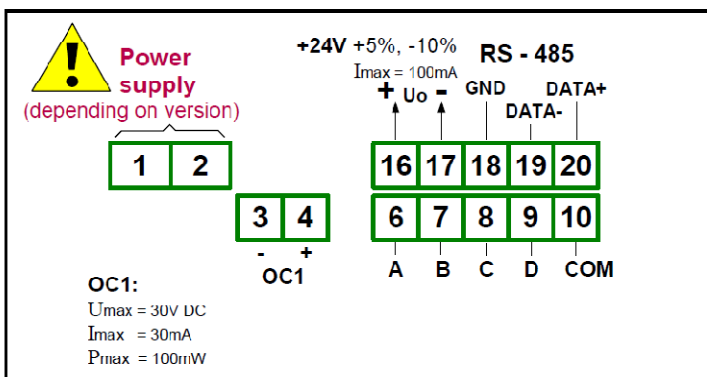 Power
supply
(depending on version)
+24V +5%, -10%
Imax = 100mA
+ Uo -
RS - 485
GND
DATA+
DATA-
1 2
16 17 18 19 20
3 4
6 7 8 9 10
- +
OC1
A B C D COM
OC1:
Umax = 30V DC
Imax = 30mA
Pmax = 100mW